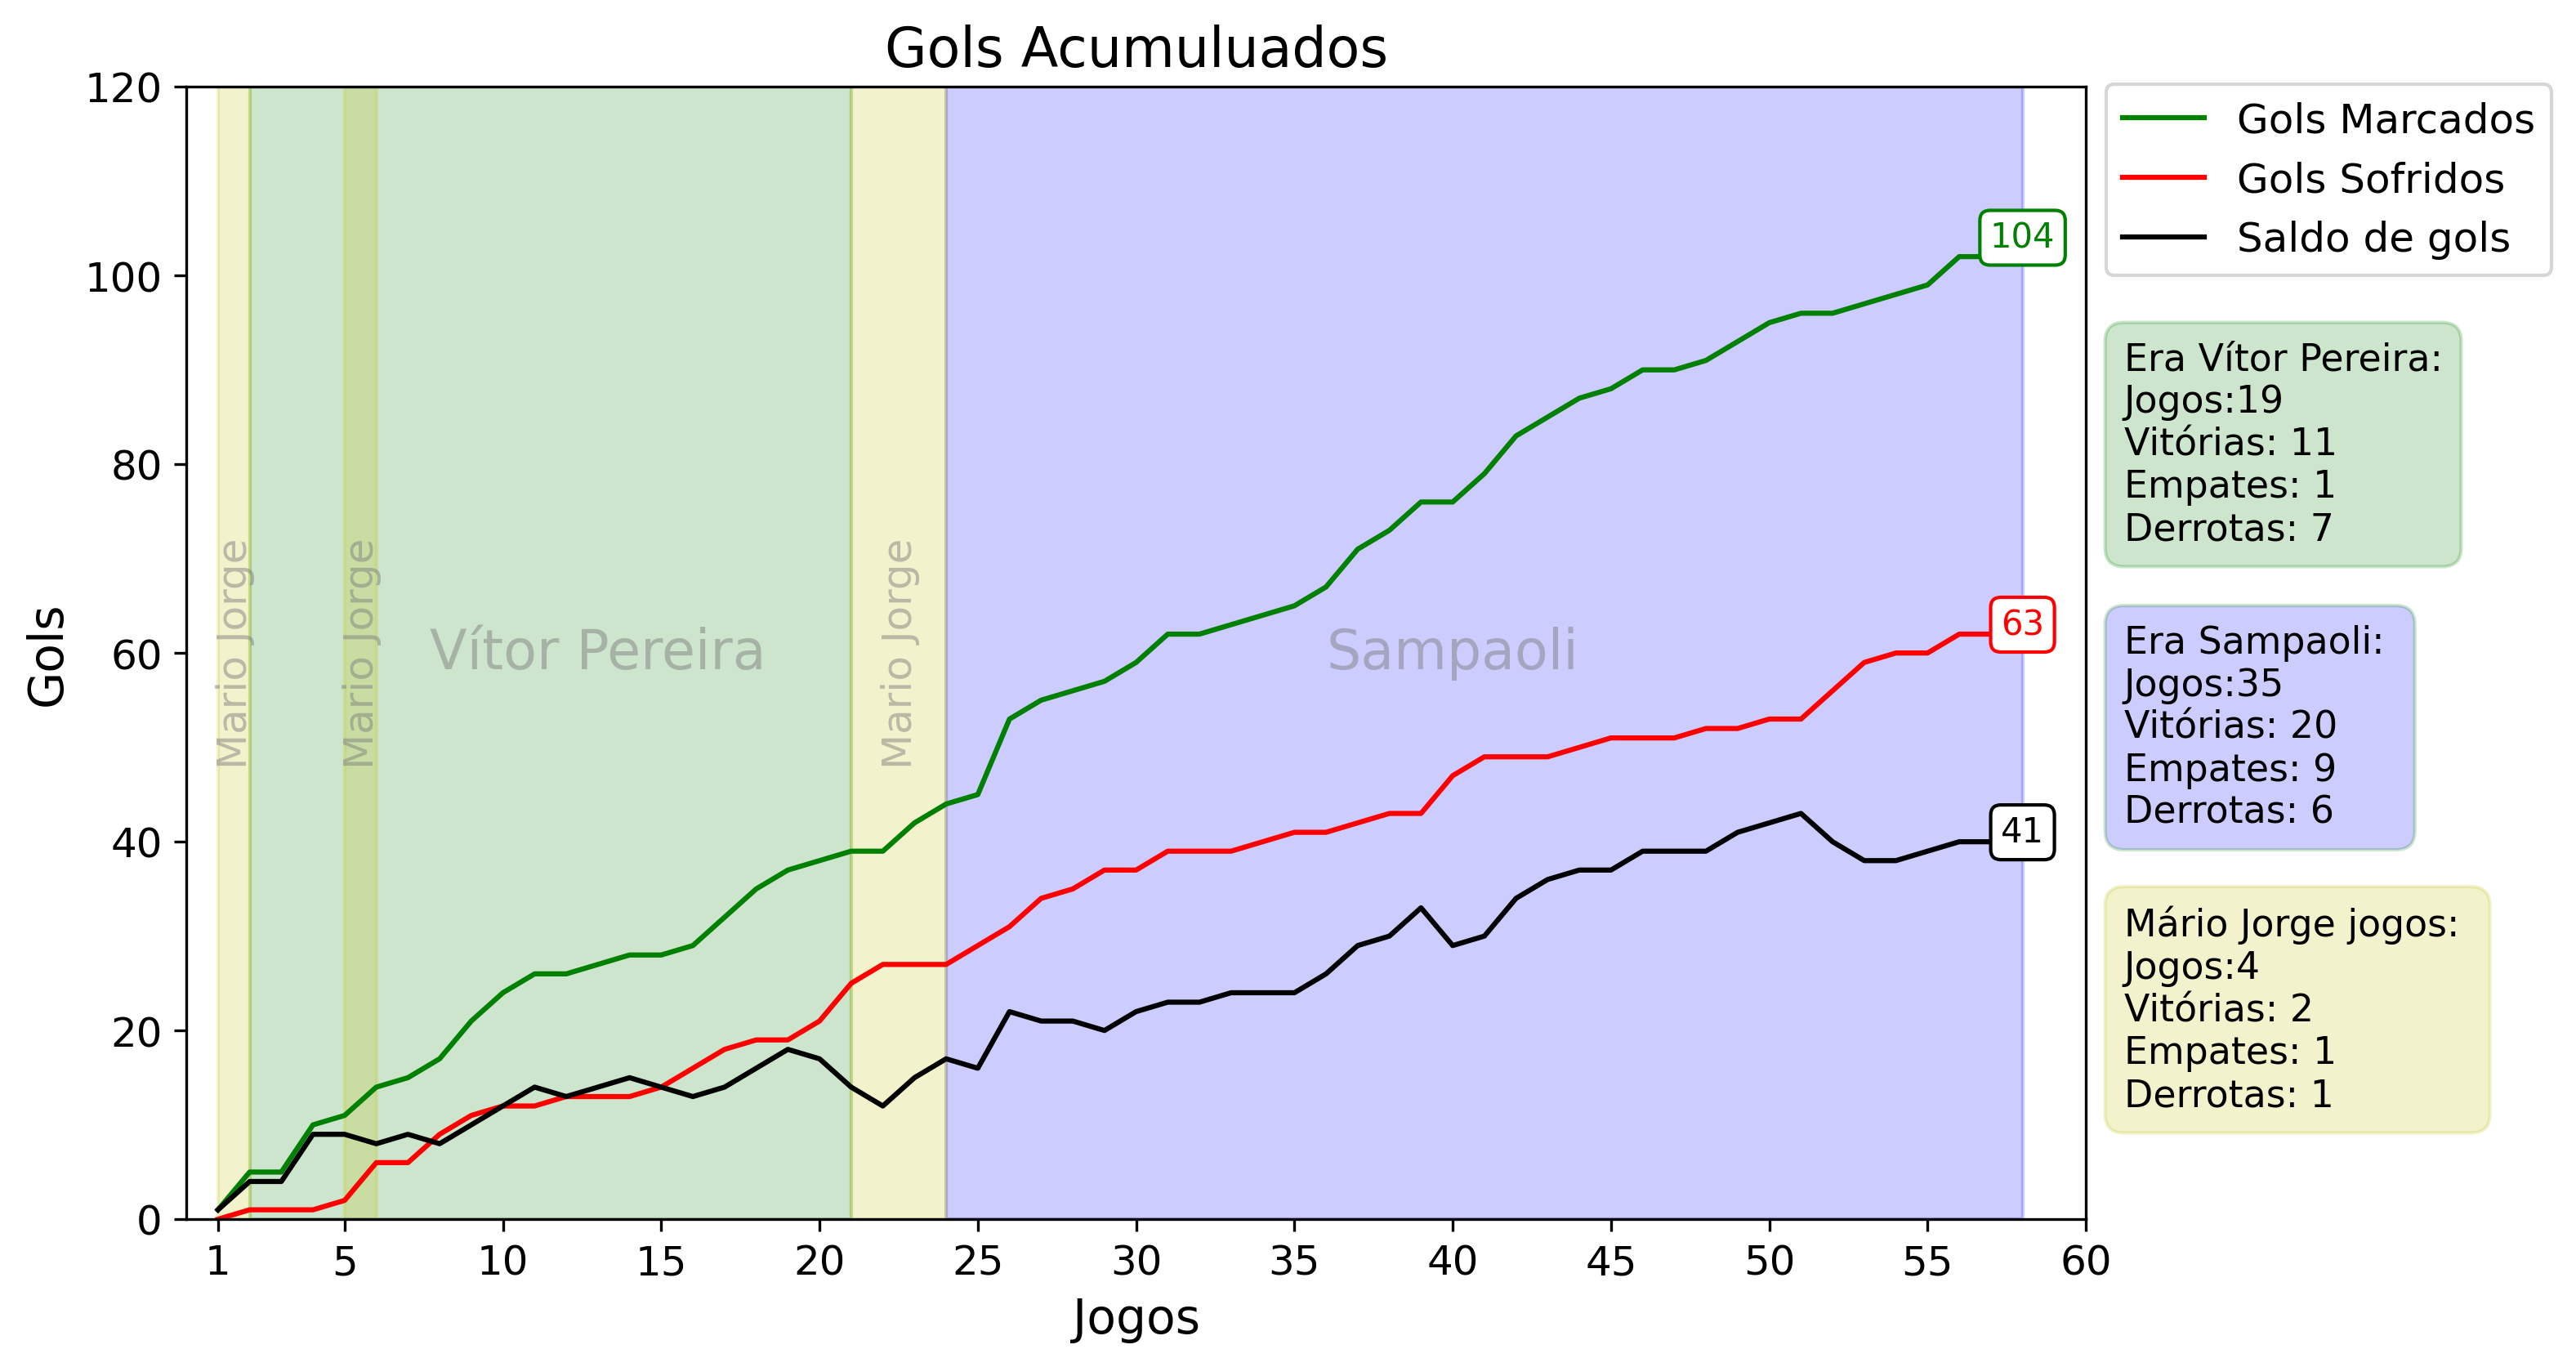 Gols Acumuluados
Gols
120
100
80
60
40
20
0
Mario Jorge
Mario Jorge
Vítor Pereira
Mario Jorge
Sampaoli
104
63
41
1 5 10 15 20 25 30 35 40 45 50 55 60
Jogos
Gols Marcados
Gols Sofridos
Saldo de gols
Era Vítor Pereira:
Jogos:19
Vitórias: 11
Empates: 1
Derrotas: 7
Era Sampaoli:
Jogos:35
Vitórias: 20
Empates: 9
Derrotas: 6
Mário Jorge jogos:
Jogos:4
Vitórias: 2
Empates: 1
Derrotas: 1